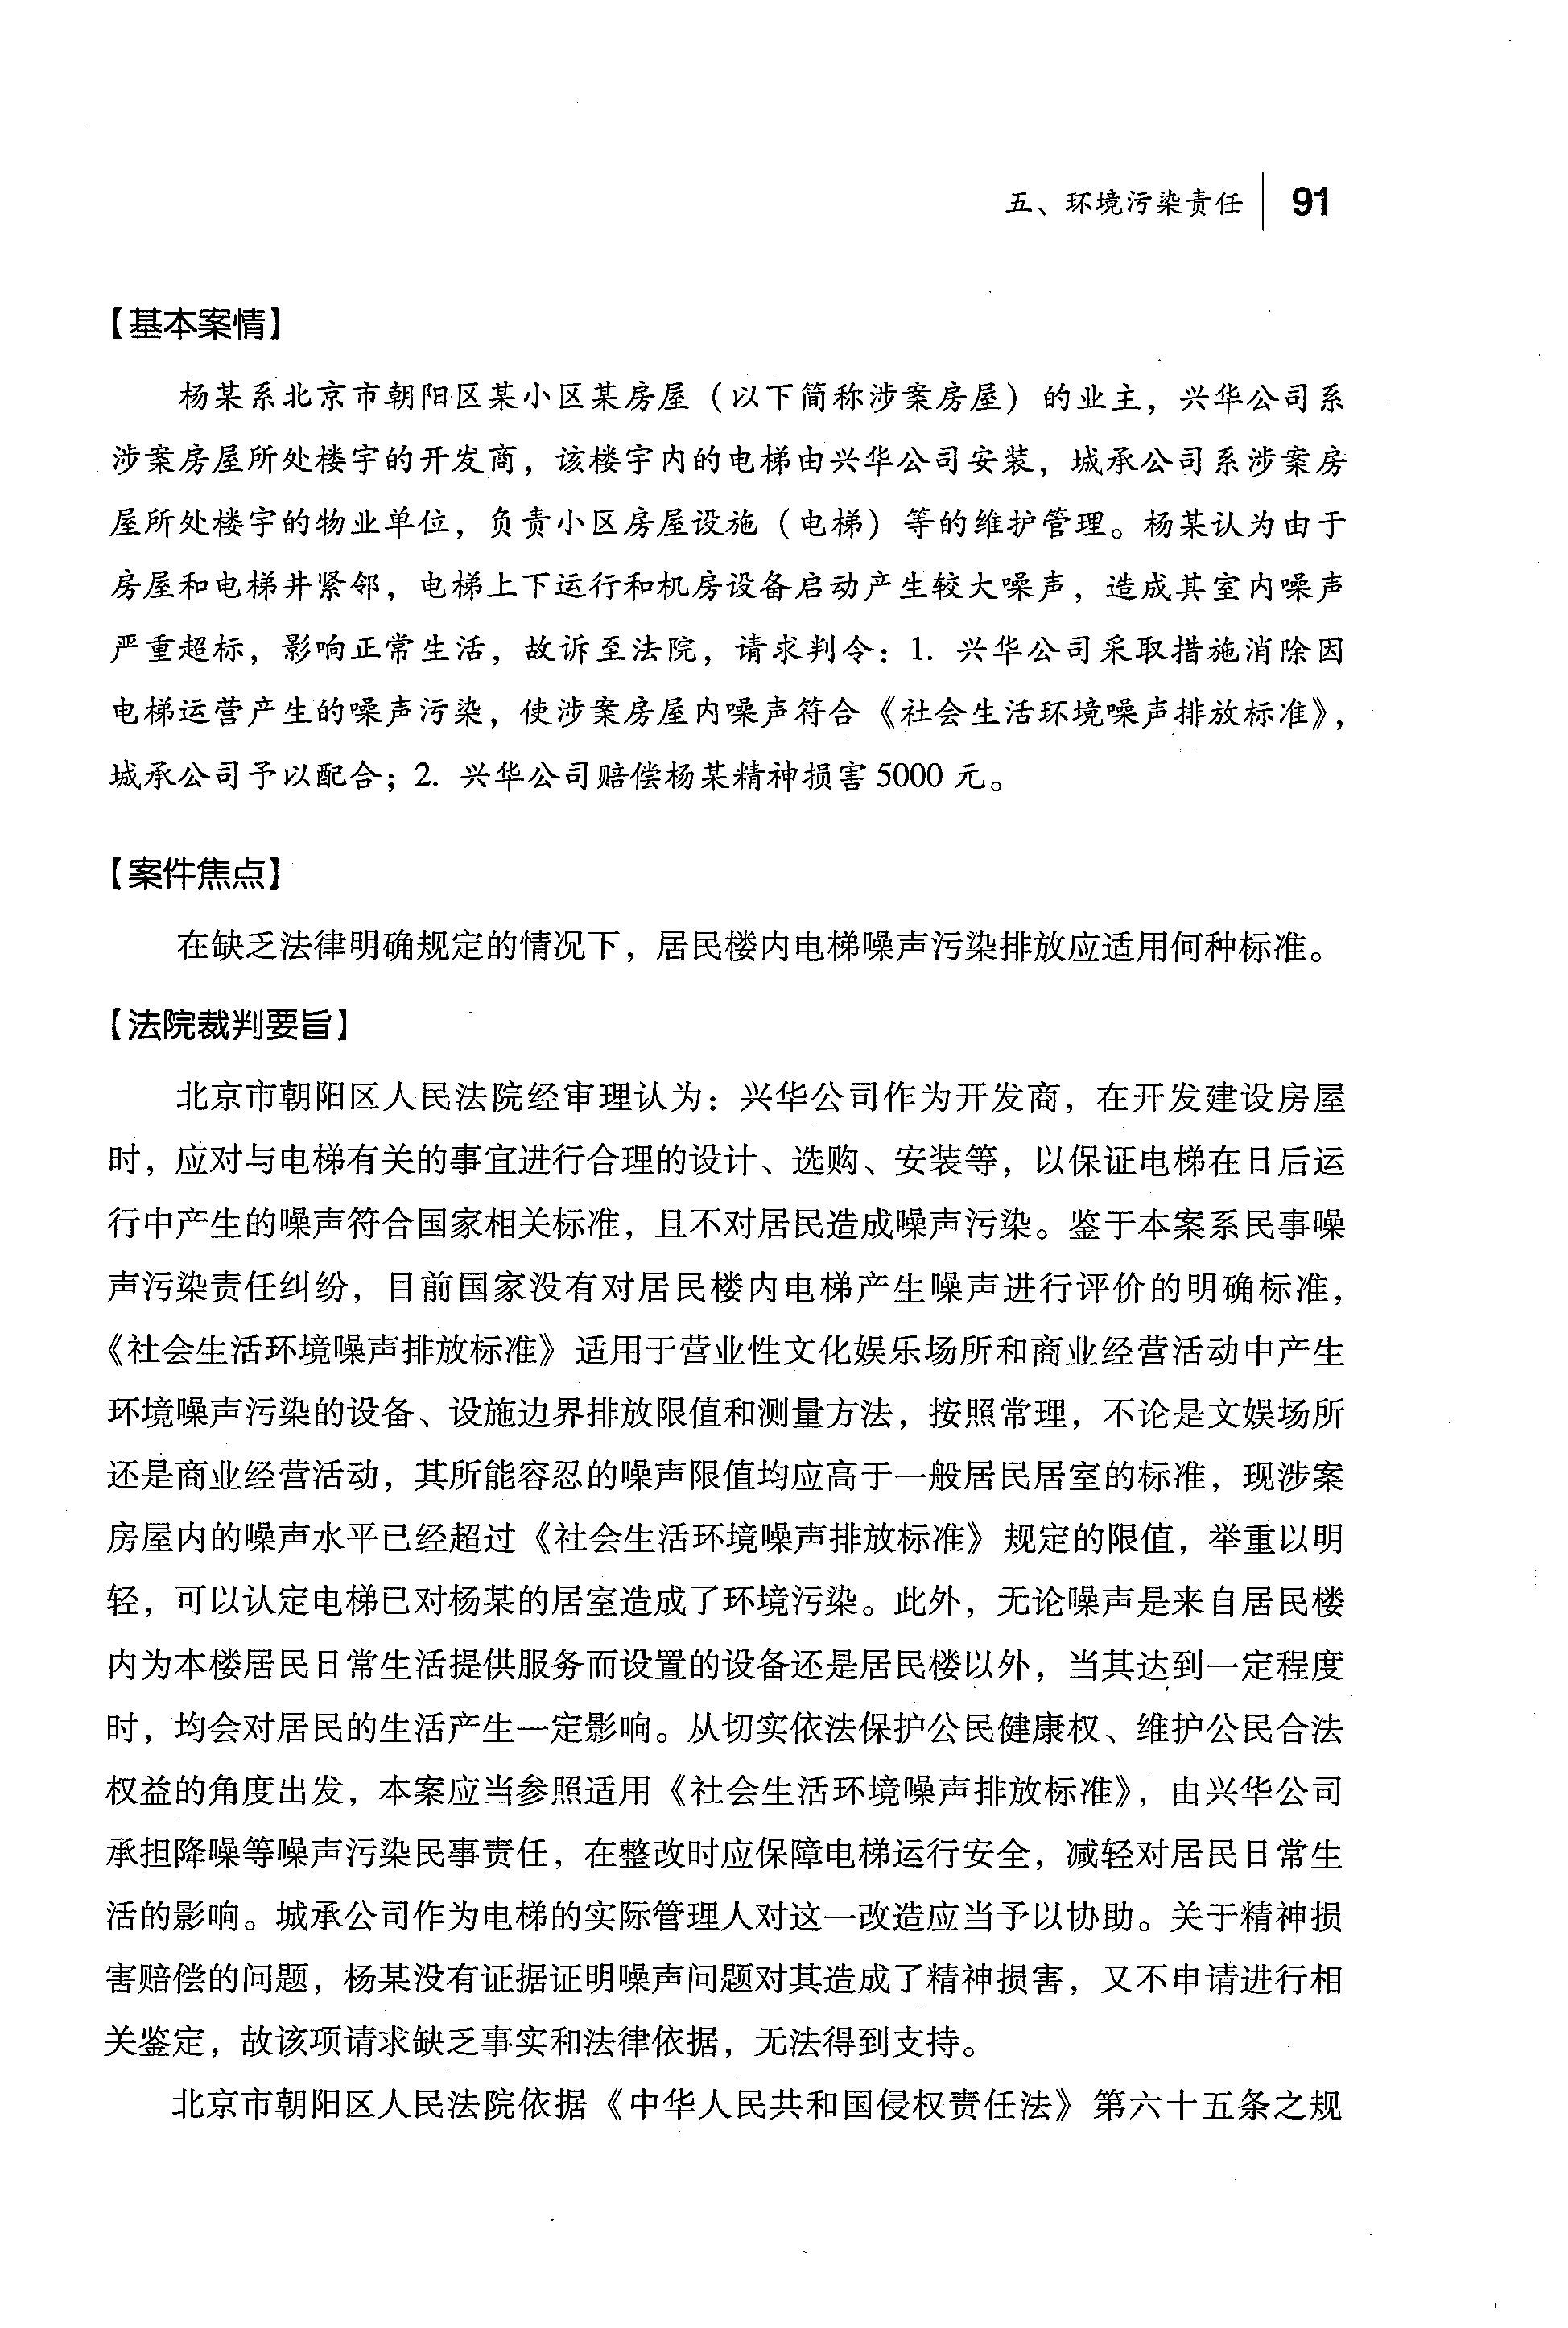 五、环境污染责任 91
【基本案情】
杨某系北京市朝阳区某小区某房屋（以下简称涉案房屋）的业主，兴华公司系
涉案房屋所处楼宇的开发商，该楼宇内的电梯由兴华公司安装，城承公司系涉案房
屋所处楼宇的物业单位，负责小区房屋设施（电梯）等的维护管理。杨某认为由于
房屋和电梯井紧邻，电梯上下运行和机房设备启动产生较大噪声，造成其室内噪声
严重超标，影响正常生活，故诉至法院，请求判令：1. 兴华公司采取措施消除因
电梯运营产生的噪声污染，使涉案房屋内噪声符合《社会生活环境噪声排放标准》，
城承公司予以配合；2. 兴华公司赔偿杨某精神损害 5000 元。
【案件焦点】
在缺乏法律明确规定的情况下，居民楼内电梯噪声污染排放应适用何种标准。
【法院裁判要旨】
北京市朝阳区人民法院经审理认为：兴华公司作为开发商，在开发建设房屋
时，应对与电梯有关的事宜进行合理的设计、选购、安装等，以保证电梯在日后运
行中产生的噪声符合国家相关标准，且不对居民造成噪声污染。鉴于本案系民事噪
声污染责任纠纷，目前国家没有对居民楼内电梯产生噪声进行评价的明确标准，
《社会生活环境噪声排放标准》适用于营业性文化娱乐场所和商业经营活动中产生
环境噪声污染的设备、设施边界排放限值和测量方法，按照常理，不论是文娱场所
还是商业经营活动，其所能容忍的噪声限值均应高于一般居民居室的标准，现涉案
房屋内的噪声水平已经超过《社会生活环境噪声排放标准》规定的限值，举重以明
轻，可以认定电梯已对杨某的居室造成了环境污染。此外，无论噪声是来自居民楼
内为本楼居民日常生活提供服务而设置的设备还是居民楼以外，当其达到一定程度
时，均会对居民的生活产生一定影响。从切实依法保护公民健康权、维护公民合法
权益的角度出发，本案应当参照适用《社会生活环境噪声排放标准》，由兴华公司
承担降噪等噪声污染民事责任，在整改时应保障电梯运行安全，减轻对居民日常生
活的影响。城承公司作为电梯的实际管理人对这一改造应当予以协助。关于精神损
害赔偿的问题，杨某没有证据证明噪声问题对其造成了精神损害，又不申请进行相
关鉴定，故该项请求缺乏事实和法律依据，无法得到支持。
北京市朝阳区人民法院依据《中华人民共和国侵权责任法》第六十五条之规